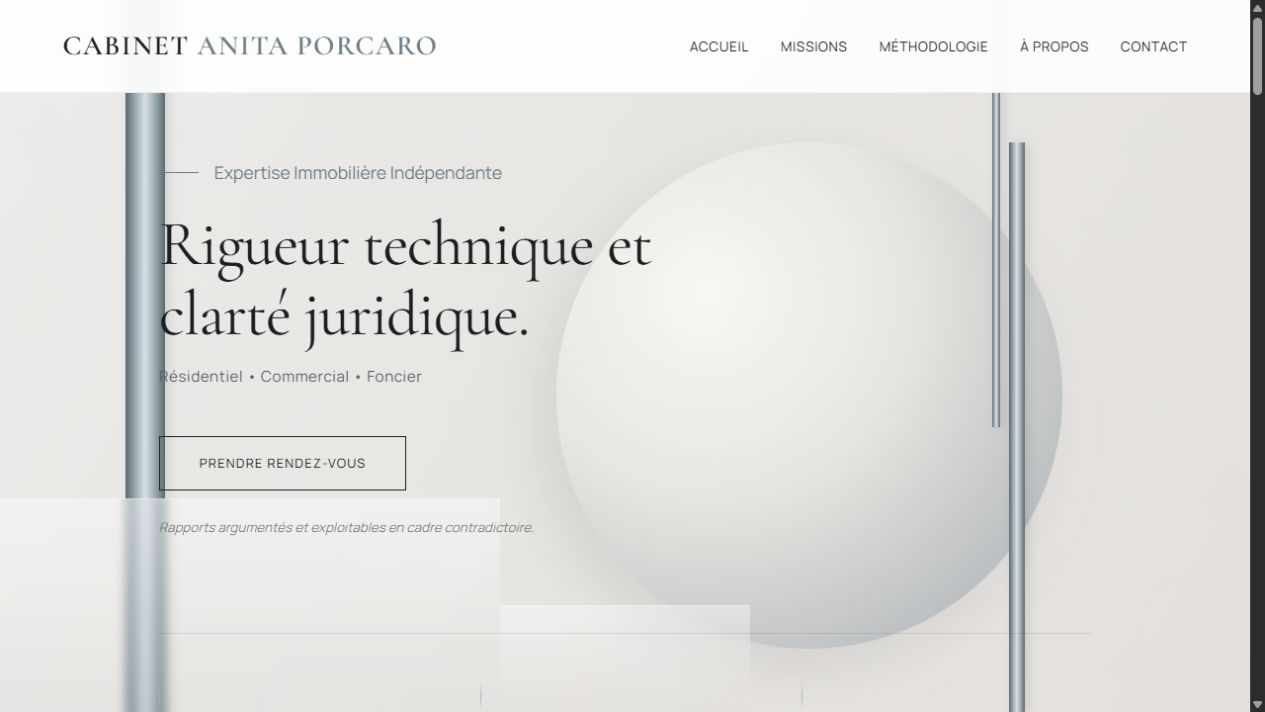 CABINET ANITA PORCARO
ACCUEIL MISSIONS MÉTHODOLOGIE À PROPOS CONTACT
Expertise Immobilière Indépendante
Rigueur technique et
clarté juridique.
Résidentiel • Commercial • Foncier
PRENDRE RENDEZ-VOUS
Rapports argumentés et exploitables en cadre contradictoire.